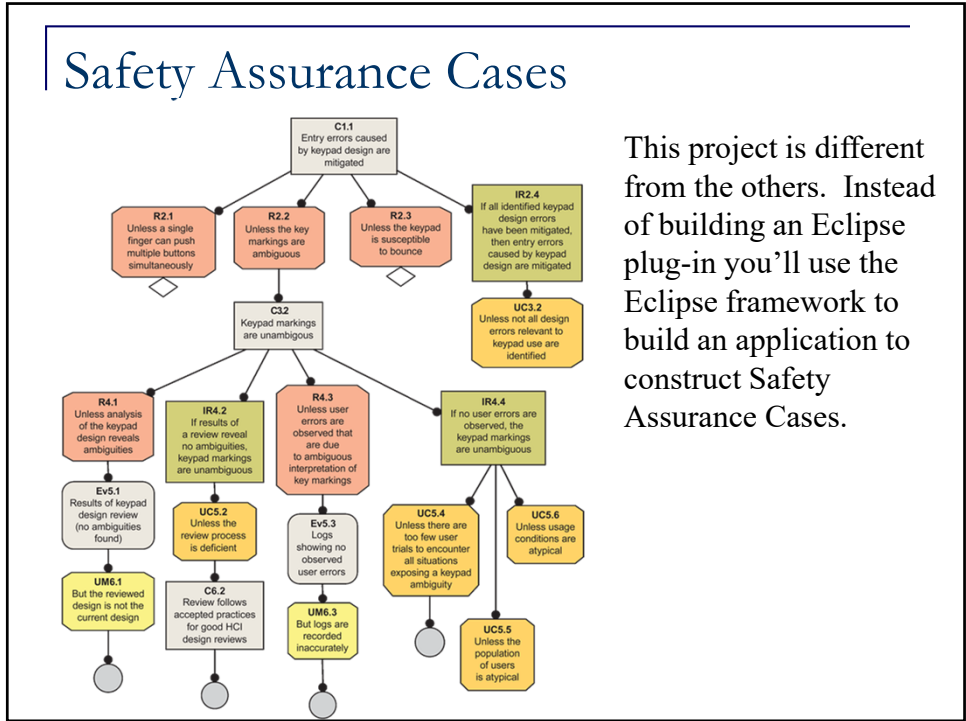 Safety Assurance Cases
C1.1
Entry errors caused
by keypad design are
mitigated
R2.1
Unless a single
finger can push
multiple buttons
simultaneously
R2.2
Unless the key
markings are
ambiguous
R2.3
Unless the keypad
is susceptible
to bounce
IR2.4
If all identified keypad
design errors
have been mitigated,
then entry errors
caused by keypad
design are mitigated
UC3.2
Unless not all design
errors relevant to
keypad use are
identified
C3.2
Keypad markings
are unambigous
R4.1
Unless analysis
of the keypad
design reveals
ambiguities
IR4.2
If results of
a review reveal
no ambiguities,
keypad markings
are unambiguous
R4.3
Unless user
errors are
observed that
are due
to ambiguous
interpretation of
key markings
IR4.4
If no user errors are
observed, the
keypad markings
are unambiguous
Ev5.1
Results of keypad
design review
(no ambiguities
found)
UC5.2
Unless the
review process
is deficient
Ev5.3
Logs
showing no
observed
user errors
UC5.4
Unless there are
too few user
trials to encounter
all situations
exposing a keypad
ambiguity
UC5.6
Unless usage
conditions are
atypical
UM6.1
But the reviewed
design is not the
current design
C6.2
Review follows
accepted practices
for good HCI
design reviews
UM6.3
But logs are
recorded
inaccurately
UC5.5
Unless the
population
of users
is atypical
This project is different
from the others. Instead
of building an Eclipse
plug-in you’ll use the
Eclipse framework to
build an application to
construct Safety
Assurance Cases.